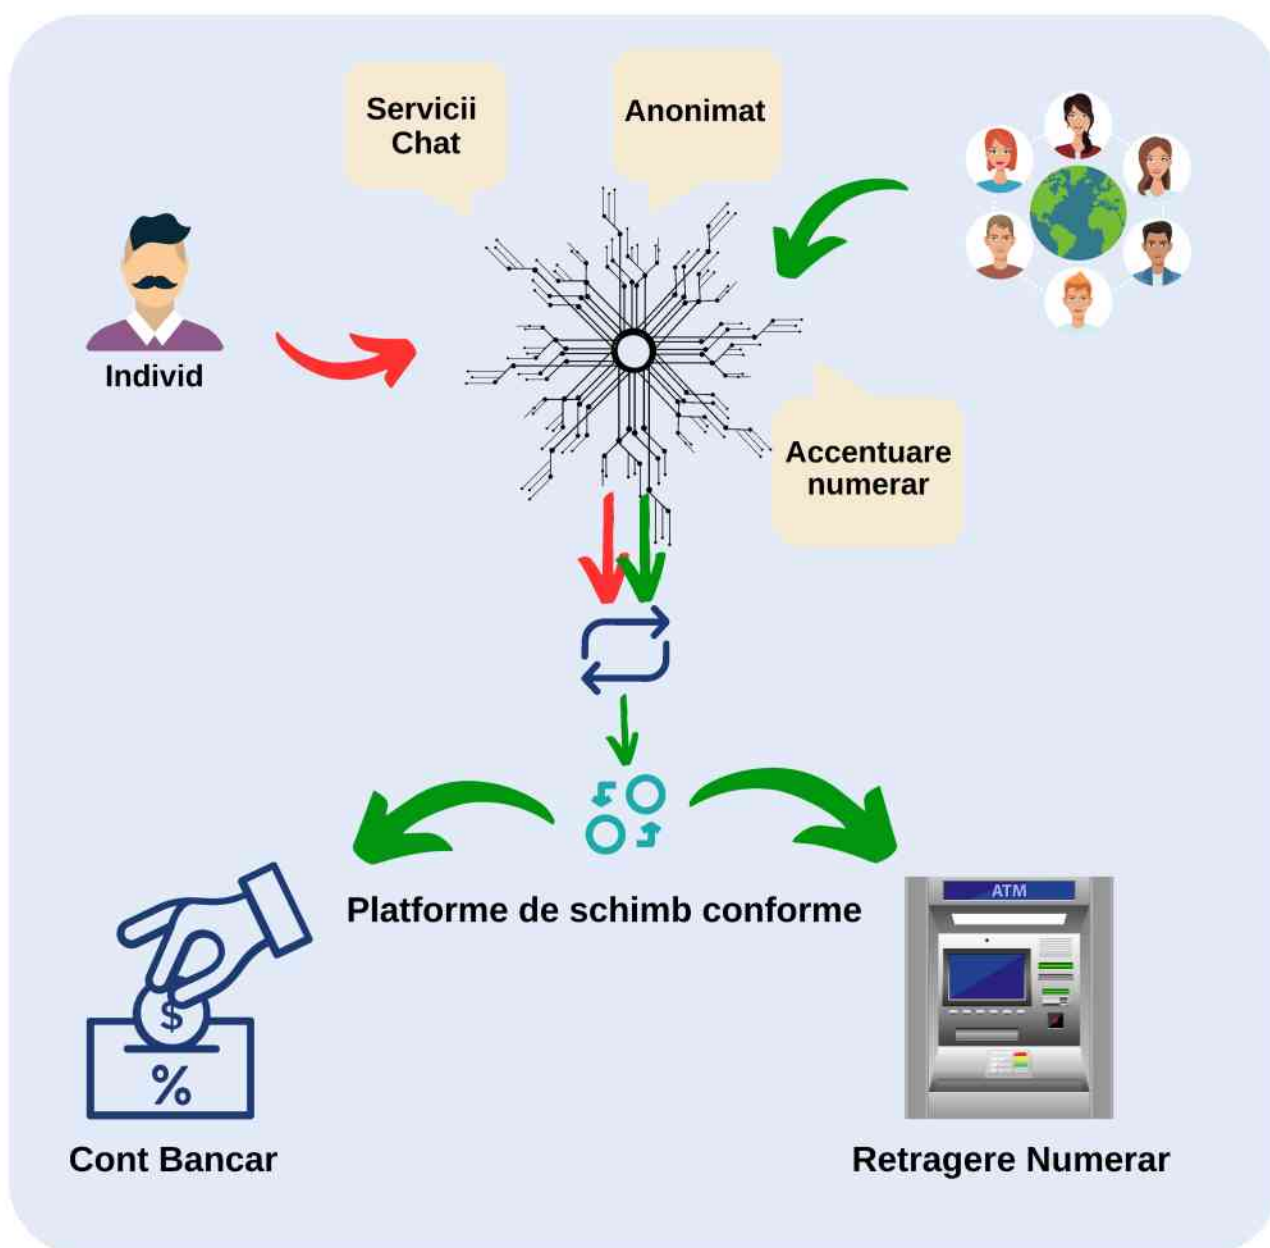 Servicii
Chat
Anonimat
Individ
Accentuare
numerar
Platforme de schimb conforme
ATM
$
%
Cont Bancar
Retragere Numerar